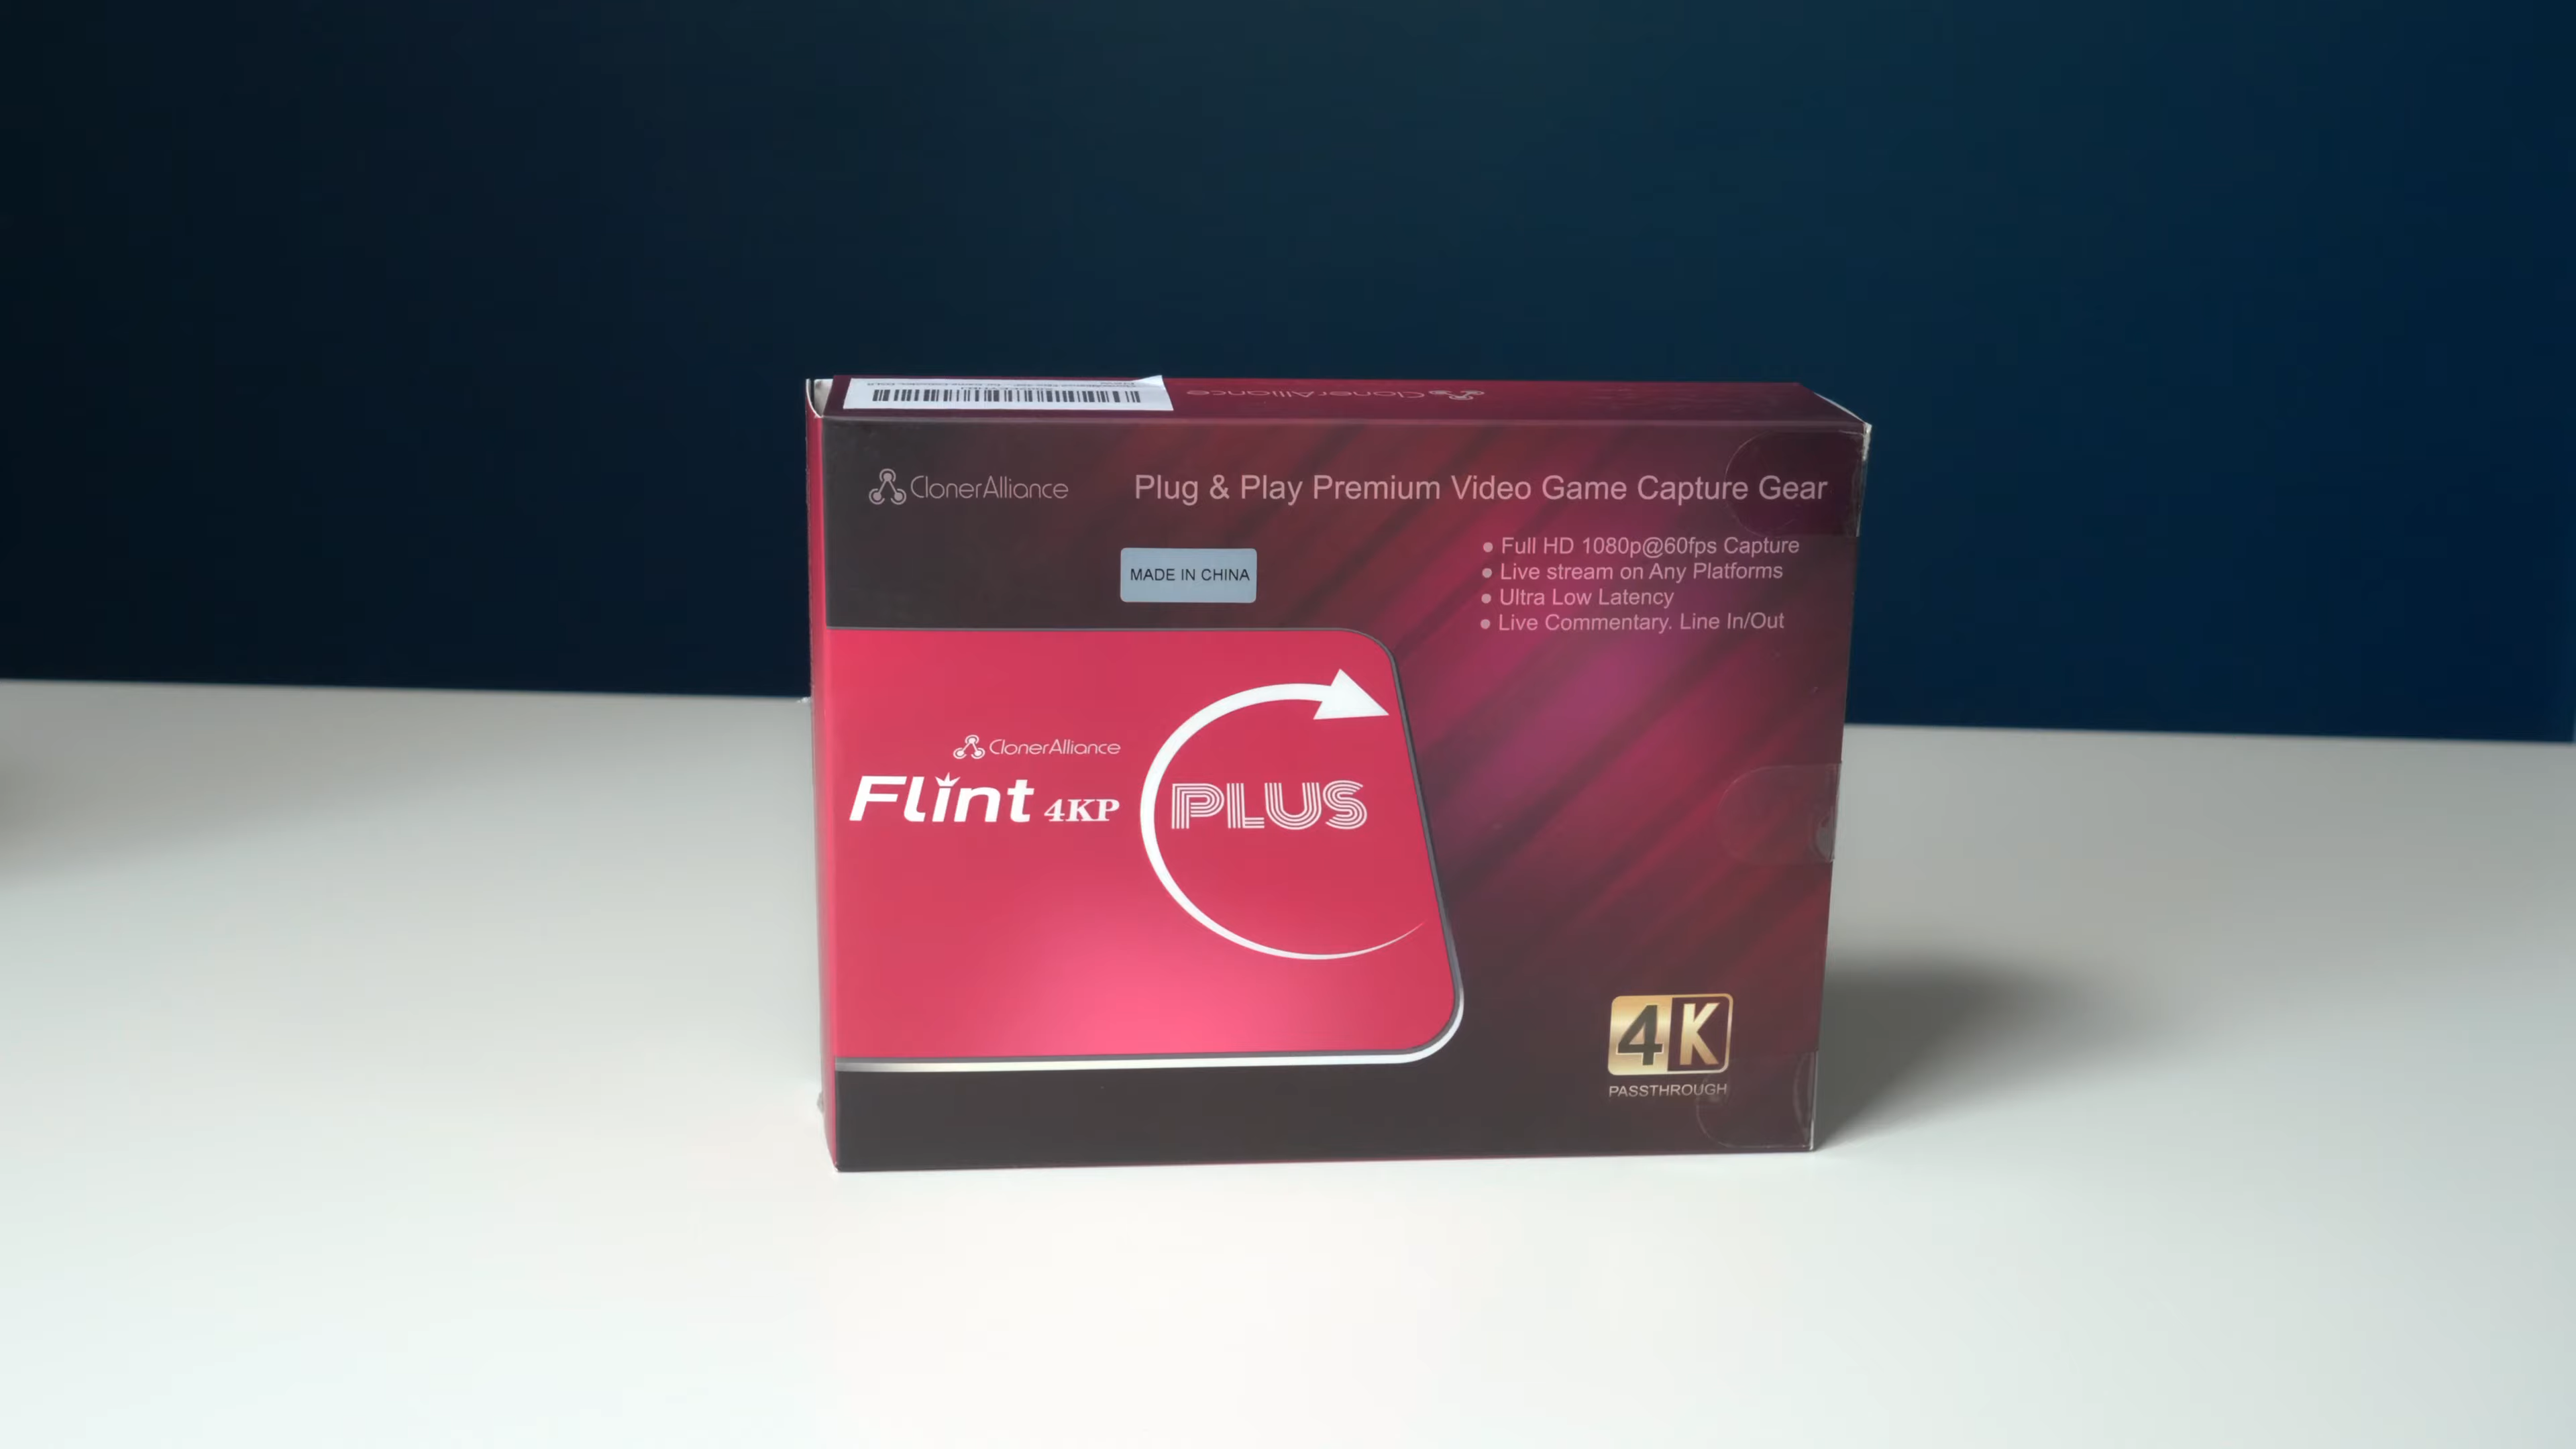 ClonerAlliance
ClonerAlliance
Plug & Play Premium Video Game Capture Gear
MADE IN CHINA
● Full HD 1080p@60fps Capture
● Live stream on Any Platforms
● Ultra Low Latency
● Live Commentary. Line In/Out
ClonerAlliance
Flint 4KP
PLUS
4K
PASSTHROUGH